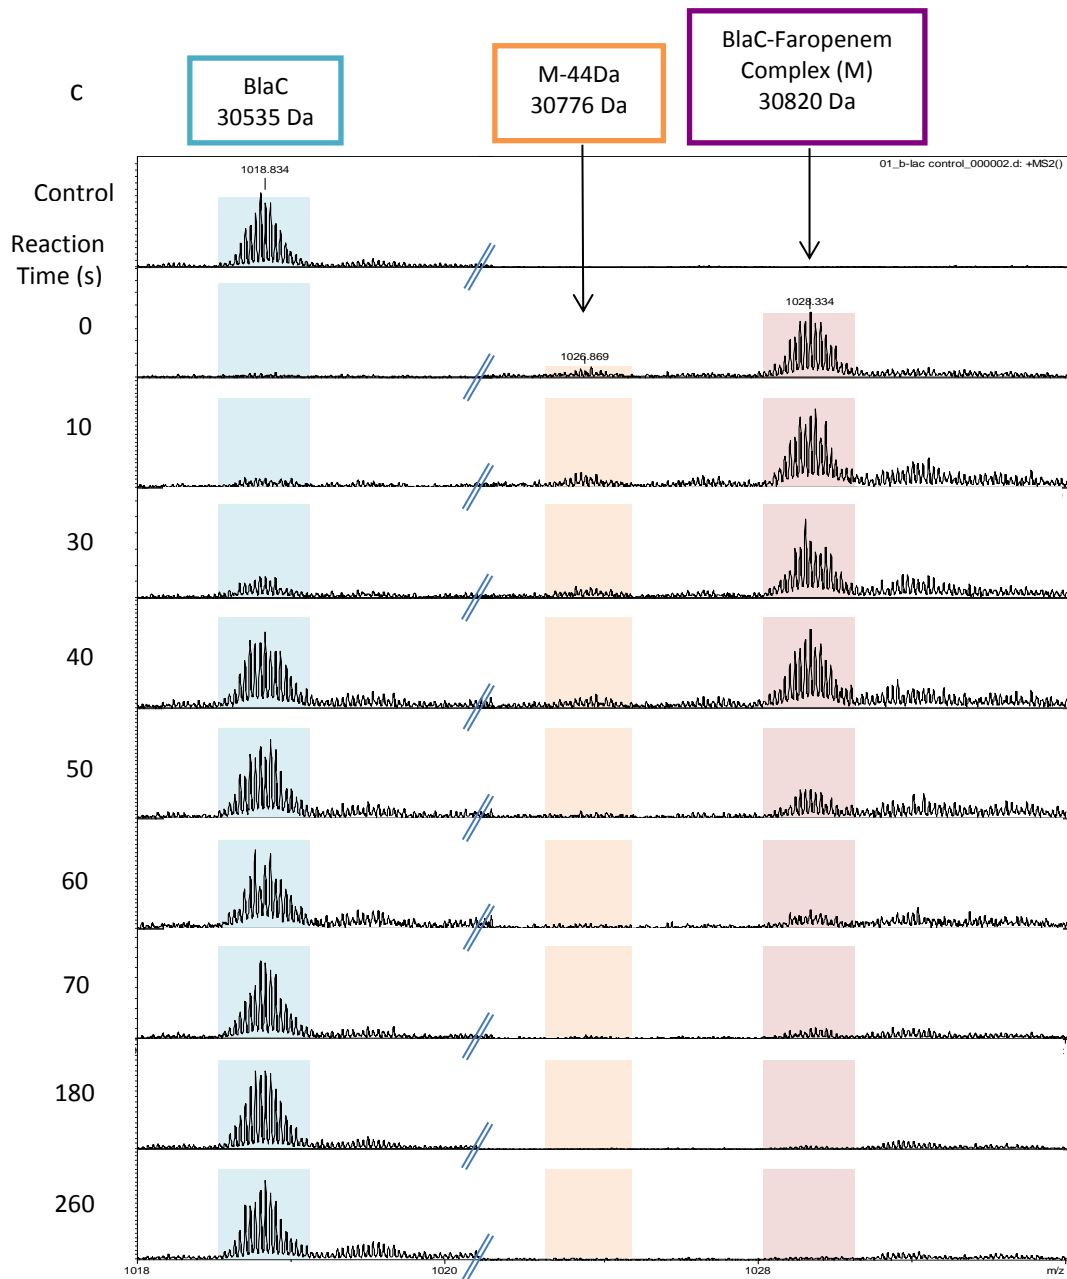 c
BlaC
30535 Da
M-44Da
30776 Da
BlaC-Faropenem
Complex (M)
30820 Da
Control
1018.834
01_b-lac control_000002.d: +MS2()
Reaction
Time (s)
0
1026.869
1028.334
10
30
40
50
60
70
180
260
1018
1020
1028
m/z